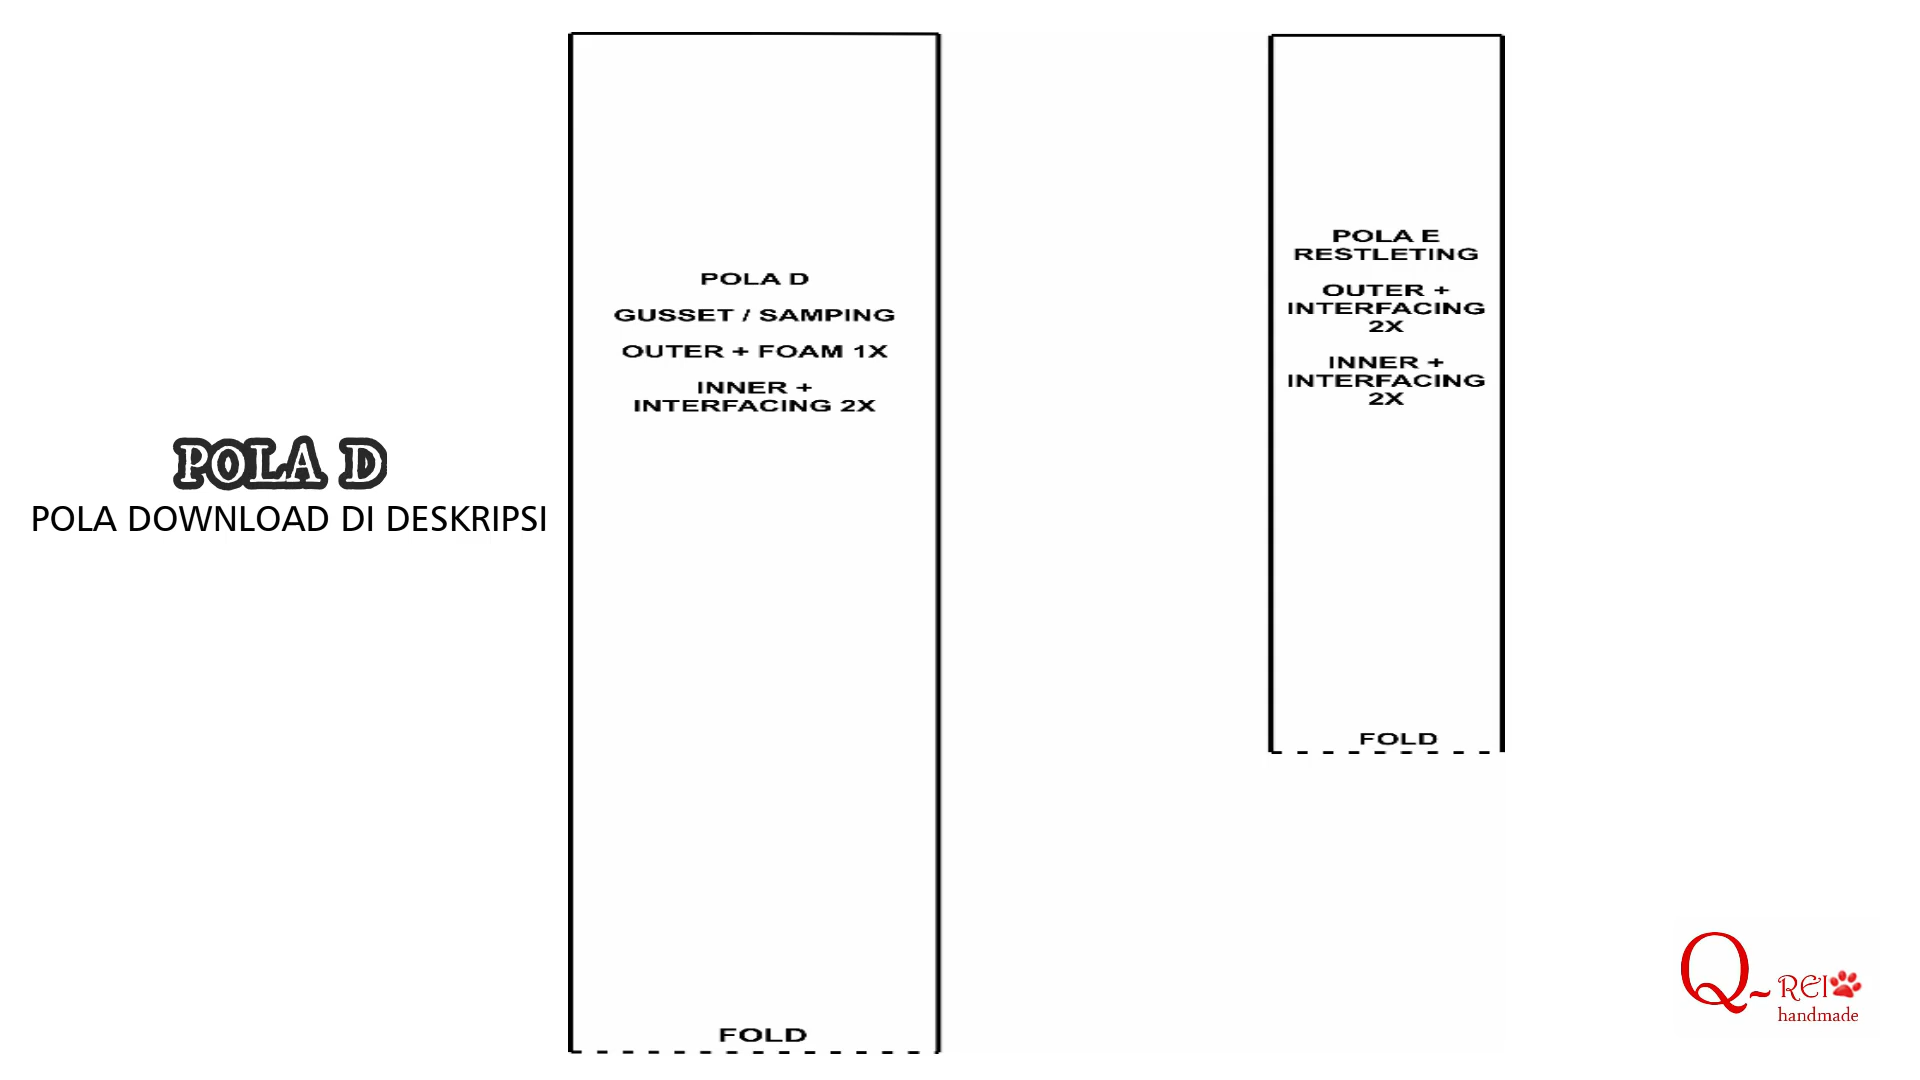 POLA D
POLA DOWNLOAD DI DESKRIPSI
POLA D
GUSSET / SAMPING
OUTER + FOAM 1X
INNER +
INTERFACING 2X
FOLD
POLA E
RESTLETING
OUTER +
INTERFACING
2X
INNER +
INTERFACING
2X
FOLD
Q~REI
handmade